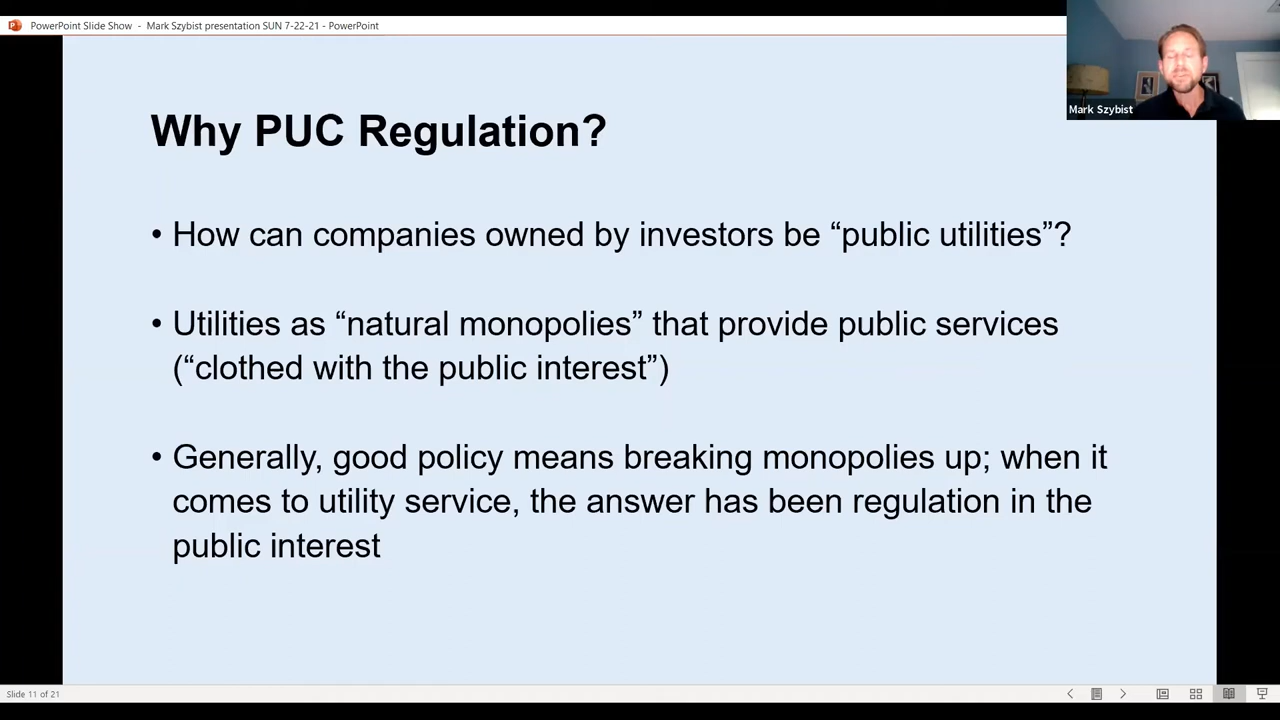 PowerPoint Slide Show - Mark Szybist presentation SUN 7-22-21 - PowerPoint
Mark Szybist
Why PUC Regulation?
• How can companies owned by investors be “public utilities”?
• Utilities as “natural monopolies” that provide public services
(“clothed with the public interest”)
• Generally, good policy means breaking monopolies up; when it
comes to utility service, the answer has been regulation in the
public interest
Slide 11 of 21